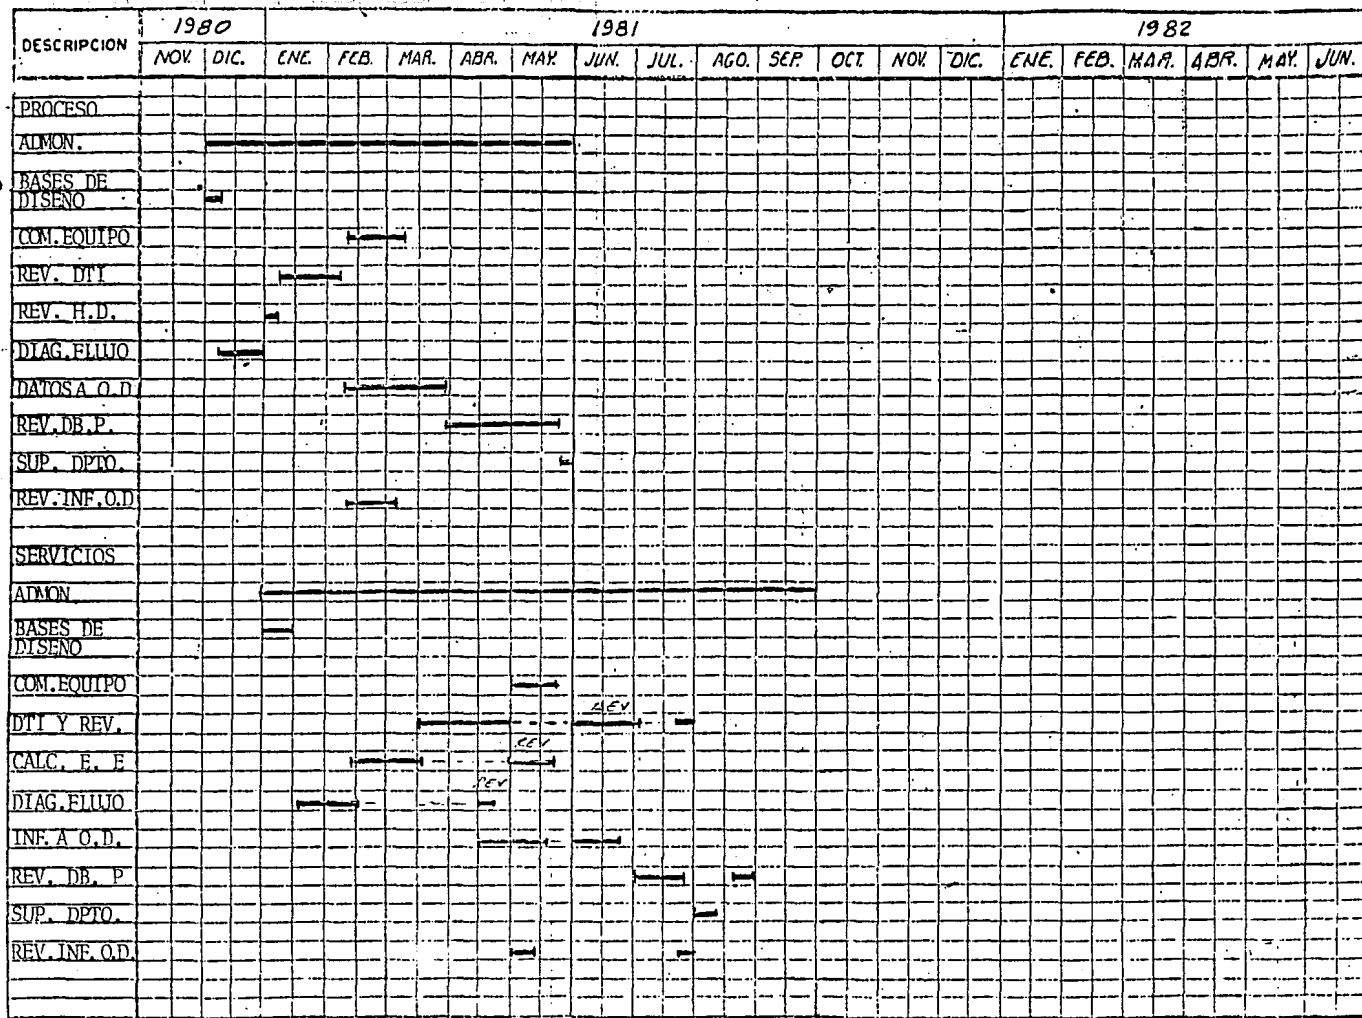 1980 1981 1982
DESCRIPCION
NOV. DIC. ENE. FEB. MAR. ABR. MAY. JUN. JUL. AGO. SEP. OCT. NOV. DIC. ENE. FEB. MAR. ABR. MAY. JUN.
PROCESO
ADMON.
BASES DE
DISEÑO
COM.EQUIPO
REV. DTI
REV. H.D.
DIAG.FLUJO
DATOS A O.D
REV.DB.P.
SUP. DPTO.
REV.INF.O.D
SERVICIOS
ADMON
BASES DE
DISENO
COM.EQUIPO
DTI Y REV. REV
CALC. E. E REV
DIAG.FLUJO REV
INF. A O.D.
REV. DB. P
SUP. DPTO.
REV.INF. O.D.